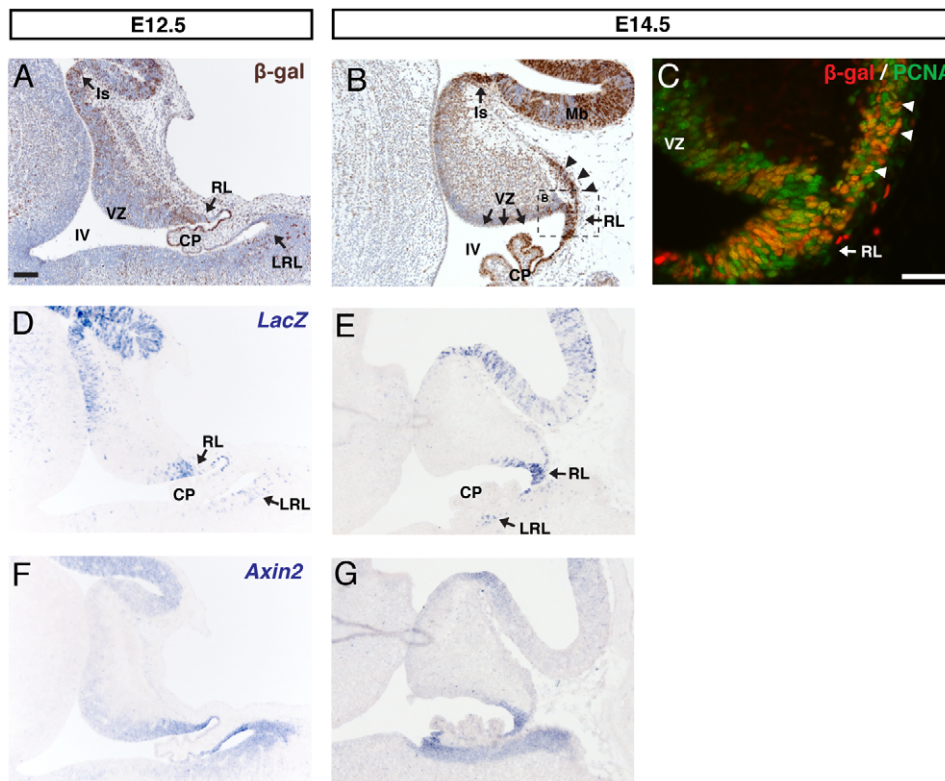 E12.5
E14.5
A
β-gal
Is
RL
VZ
IV
CP
LRL
B
Is
Mb
VZ
B
RL
IV
CP
C
β-gal / PCNA
VZ
RL
D
LacZ
RL
CP
LRL
E
RL
CP
LRL
F
Axin2
G